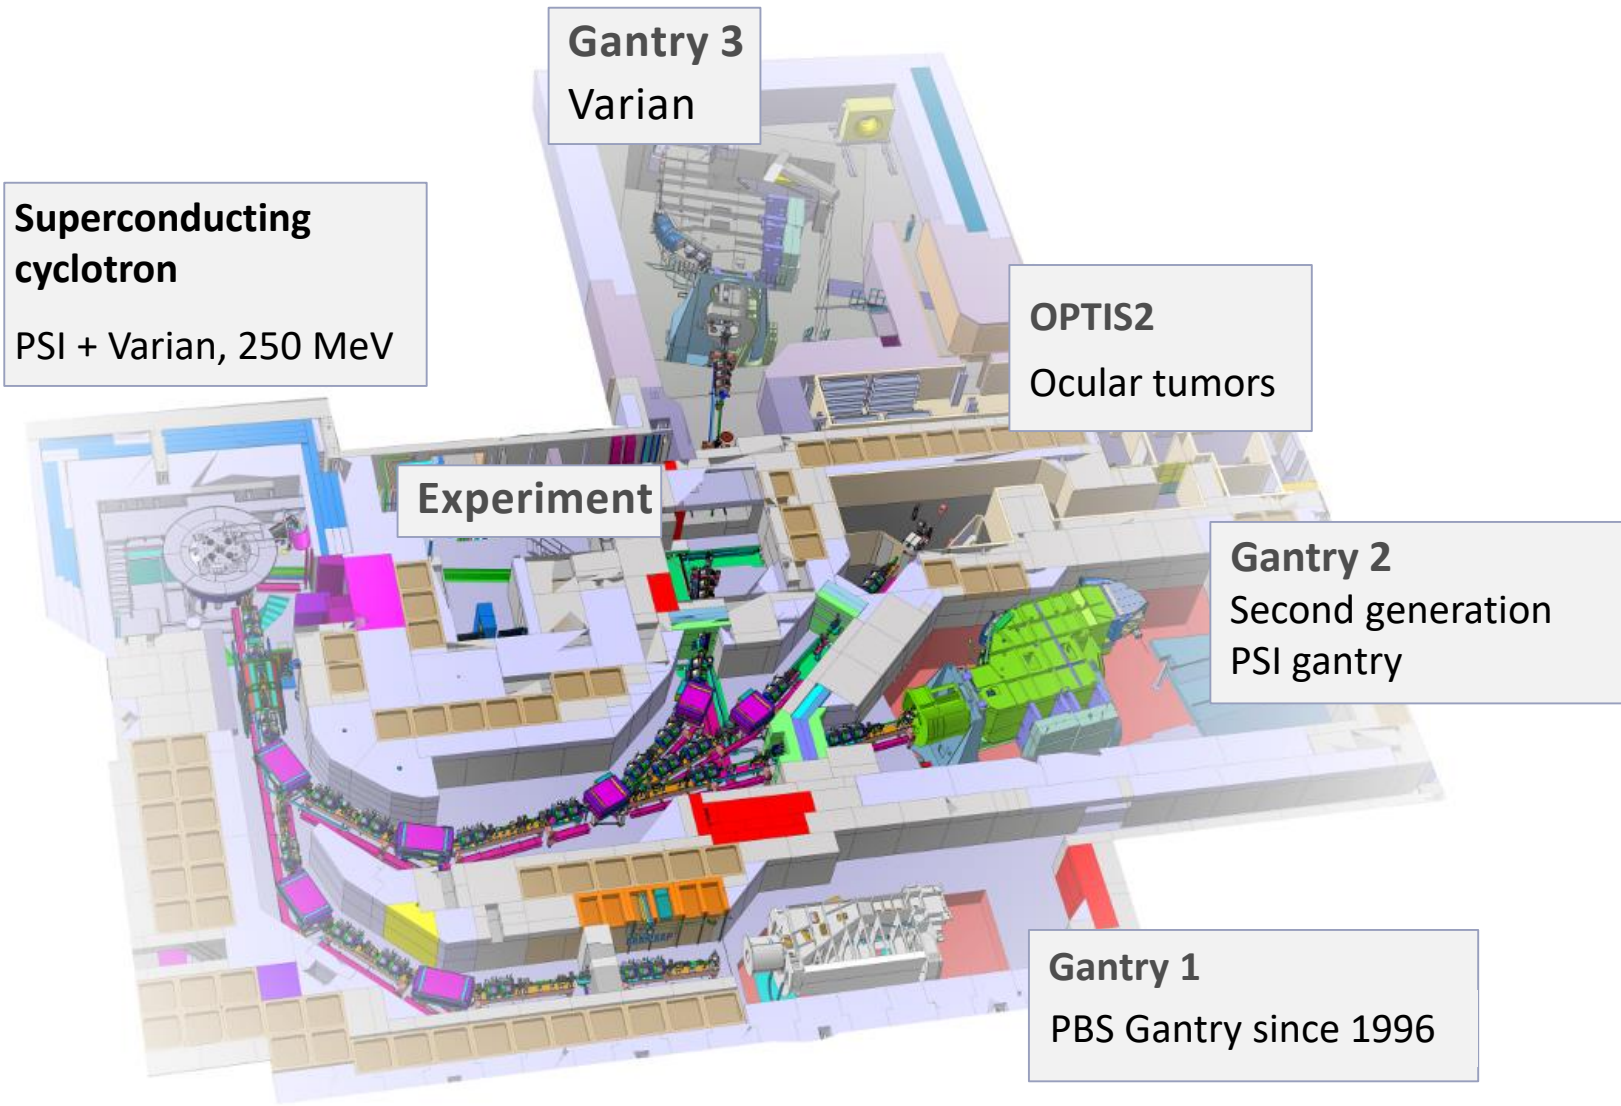 Gantry 3
Varian
Superconducting
cyclotron
PSI + Varian, 250 MeV
OPTIS2
Ocular tumors
Experiment
Gantry 2
Second generation
PSI gantry
Gantry 1
PBS Gantry since 1996